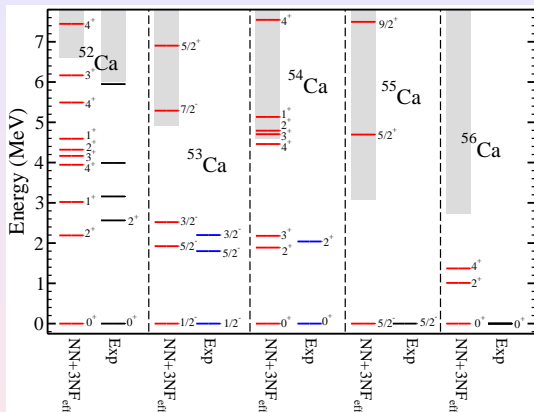 Energy (MeV)
7
6
5
4
3
2
1
0
52Ca
4+
3+
4+
1+
2+
3+
4+
1+
2+
0+
2+
0+
53Ca
5/2+
7/2-
3/2-
5/2-
1/2-
3/2-
5/2-
1/2-
54Ca
4+
1+
2+
3+
4+
3+
2+
0+
2+
0+
55Ca
9/2+
5/2+
5/2-
5/2-
56Ca
4+
2+
0+
0+
NN+3NFeff
Exp
NN+3NFeff
Exp
NN+3NFeff
Exp
NN+3NFeff
Exp
NN+3NFeff
Exp